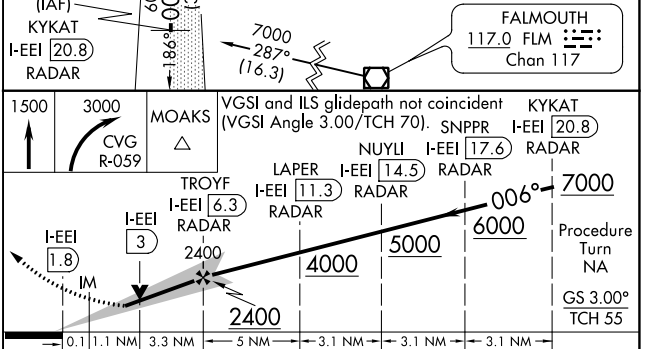 (IAF)
KYKAT
I-EEI 20.8
RADAR
186°
7000
287°
(16.3)
FALMOUTH
117.0 FLM
Chan 117
1500
3000
CVG
R-059
MOAKS
VGSI and ILS glidepath not coincident
(VGSI Angle 3.00/TCH 70).
KYKAT
I-EEI 20.8
RADAR
SNPPR
I-EEI 17.6
RADAR
NUYLI
I-EEI 14.5
RADAR
LAPER
I-EEI 11.3
RADAR
TROYF
I-EEI 6.3
RADAR
I-EEI
3
I-EEI
1.8
IM
2400
2400
4000
5000
6000
006°
7000
Procedure
Turn
NA
GS 3.00°
TCH 55
0.1 1.1 NM 3.3 NM 5 NM 3.1 NM 3.1 NM 3.1 NM